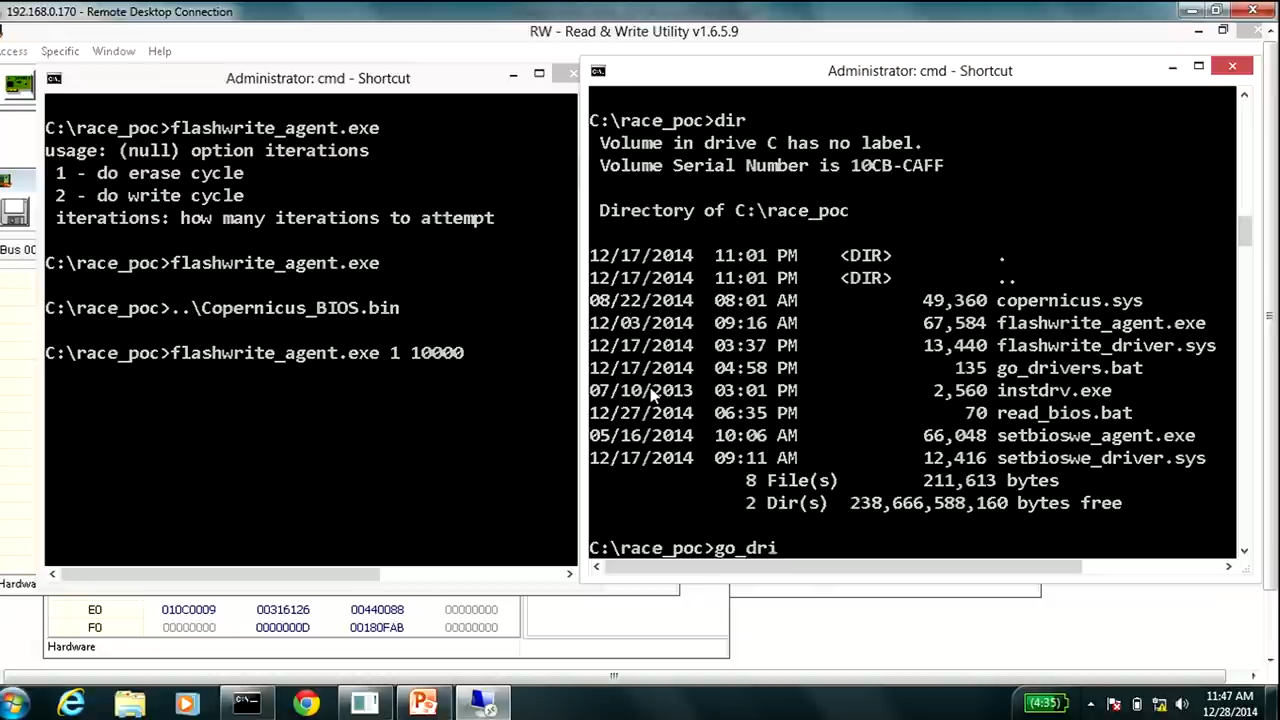 192.168.0.170 - Remote Desktop Connection
RW - Read & Write Utility v1.6.5.9
Access Specific Window Help
Administrator: cmd - Shortcut
C:\race_poc>flashwrite_agent.exe
usage: (null) option iterations
1 - do erase cycle
2 - do write cycle
iterations: how many iterations to attempt
C:\race_poc>flashwrite_agent.exe
C:\race_poc>..\Copernicus_BIOS.bin
C:\race_poc>flashwrite_agent.exe 1 10000
Bus 00
Administrator: cmd - Shortcut
C:\race_poc>dir
Volume in drive C has no label.
Volume Serial Number is 10CB-CAFF
Directory of C:\race_poc
12/17/2014 11:01 PM <DIR> .
12/17/2014 11:01 PM <DIR> ..
08/22/2014 08:01 AM 49,360 copernicus.sys
12/03/2014 09:16 AM 67,584 flashwrite_agent.exe
12/17/2014 03:37 PM 13,440 flashwrite_driver.sys
12/17/2014 04:58 PM 135 go_drivers.bat
07/10/2013 03:01 PM 2,560 instdrv.exe
12/27/2014 06:35 PM 70 read_bios.bat
05/16/2014 10:06 AM 66,048 setbioswe_agent.exe
12/17/2014 09:11 AM 12,416 setbioswe_driver.sys
8 File(s) 211,613 bytes
2 Dir(s) 238,666,588,160 bytes free
C:\race_poc>go_dri
Hardwa
E0 010C0009 00316126 00440088 00000000
F0 00000000 0000000D 00180FAB 00000000
Hardware
(4:35)
11:47 AM
12/28/2014